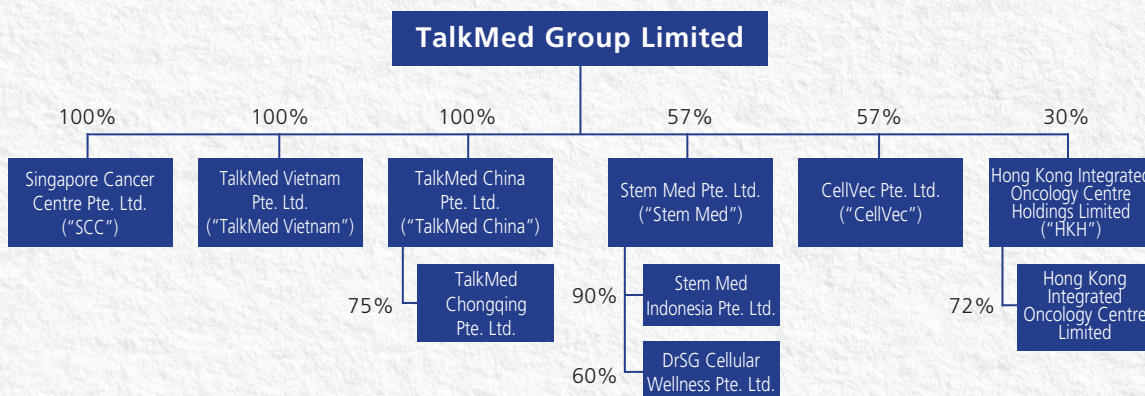 TalkMed Group Limited
100%
100%
100%
57%
57%
30%
Singapore Cancer
Centre Pte. Ltd.
(“SCC”)
TalkMed Vietnam
Pte. Ltd.
(“TalkMed Vietnam”)
TalkMed China
Pte. Ltd.
(“TalkMed China”)
Stem Med Pte. Ltd.
(“Stem Med”)
CellVec Pte. Ltd.
(“CellVec”)
Hong Kong Integrated
Oncology Centre
Holdings Limited
(“HKH”)
75%
TalkMed
Chongqing
Pte. Ltd.
90%
Stem Med
Indonesia Pte. Ltd.
72%
Hong Kong
Integrated
Oncology Centre
Limited
60%
DrSG Cellular
Wellness Pte. Ltd.